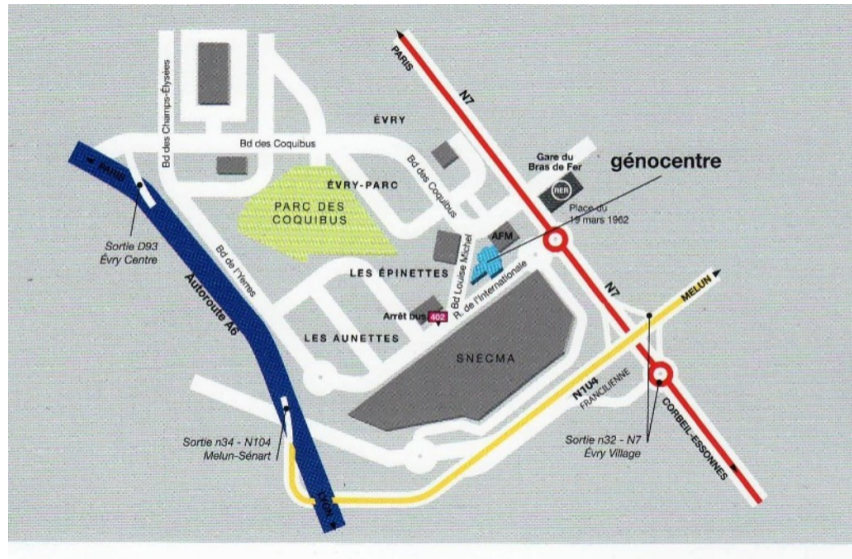 PARIS
N7
Bd des Champs-Élysées
ÉVRY
Bd des Coquibus
Bd des Coquibus
Gare du
Bras de Fer
génocentre
RER
PARIS
ÉVRY-PARC
PARC DES
COQUIBUS
Place du
19 mars 1962
Sortie D93
Évry Centre
Bd de l'Yerres
AFM
LES ÉPINETTES
Bd Louise Michel
R. de l'Internationale
N7
MELUN
Autoroute A6
Arrêt bus 402
LES AUNETTES
SNECMA
N104
FRANCILIENNE
CORBEIL-ESSONNES
Sortie n34 - N104
Melun-Sénart
Sortie n32 - N7
Évry Village
LYON